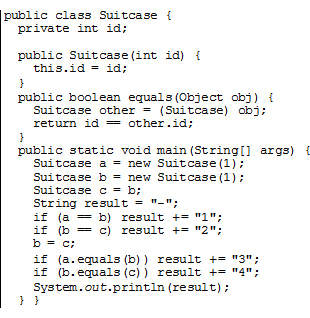 public class Suitcase {
  private int id;

  public Suitcase(int id) {
    this.id = id;
  }
  public boolean equals(Object obj) {
    Suitcase other = (Suitcase) obj;
    return id == other.id;
  }
  public static void main(String[] args) {
    Suitcase a = new Suitcase(1);
    Suitcase b = new Suitcase(1);
    Suitcase c = b;
    String result = "-";
    if (a == b) result += "1";
    if (b == c) result += "2";
    b = c;
    if (a.equals(b)) result += "3";
    if (b.equals(c)) result += "4";
    System.out.println(result);
  } }